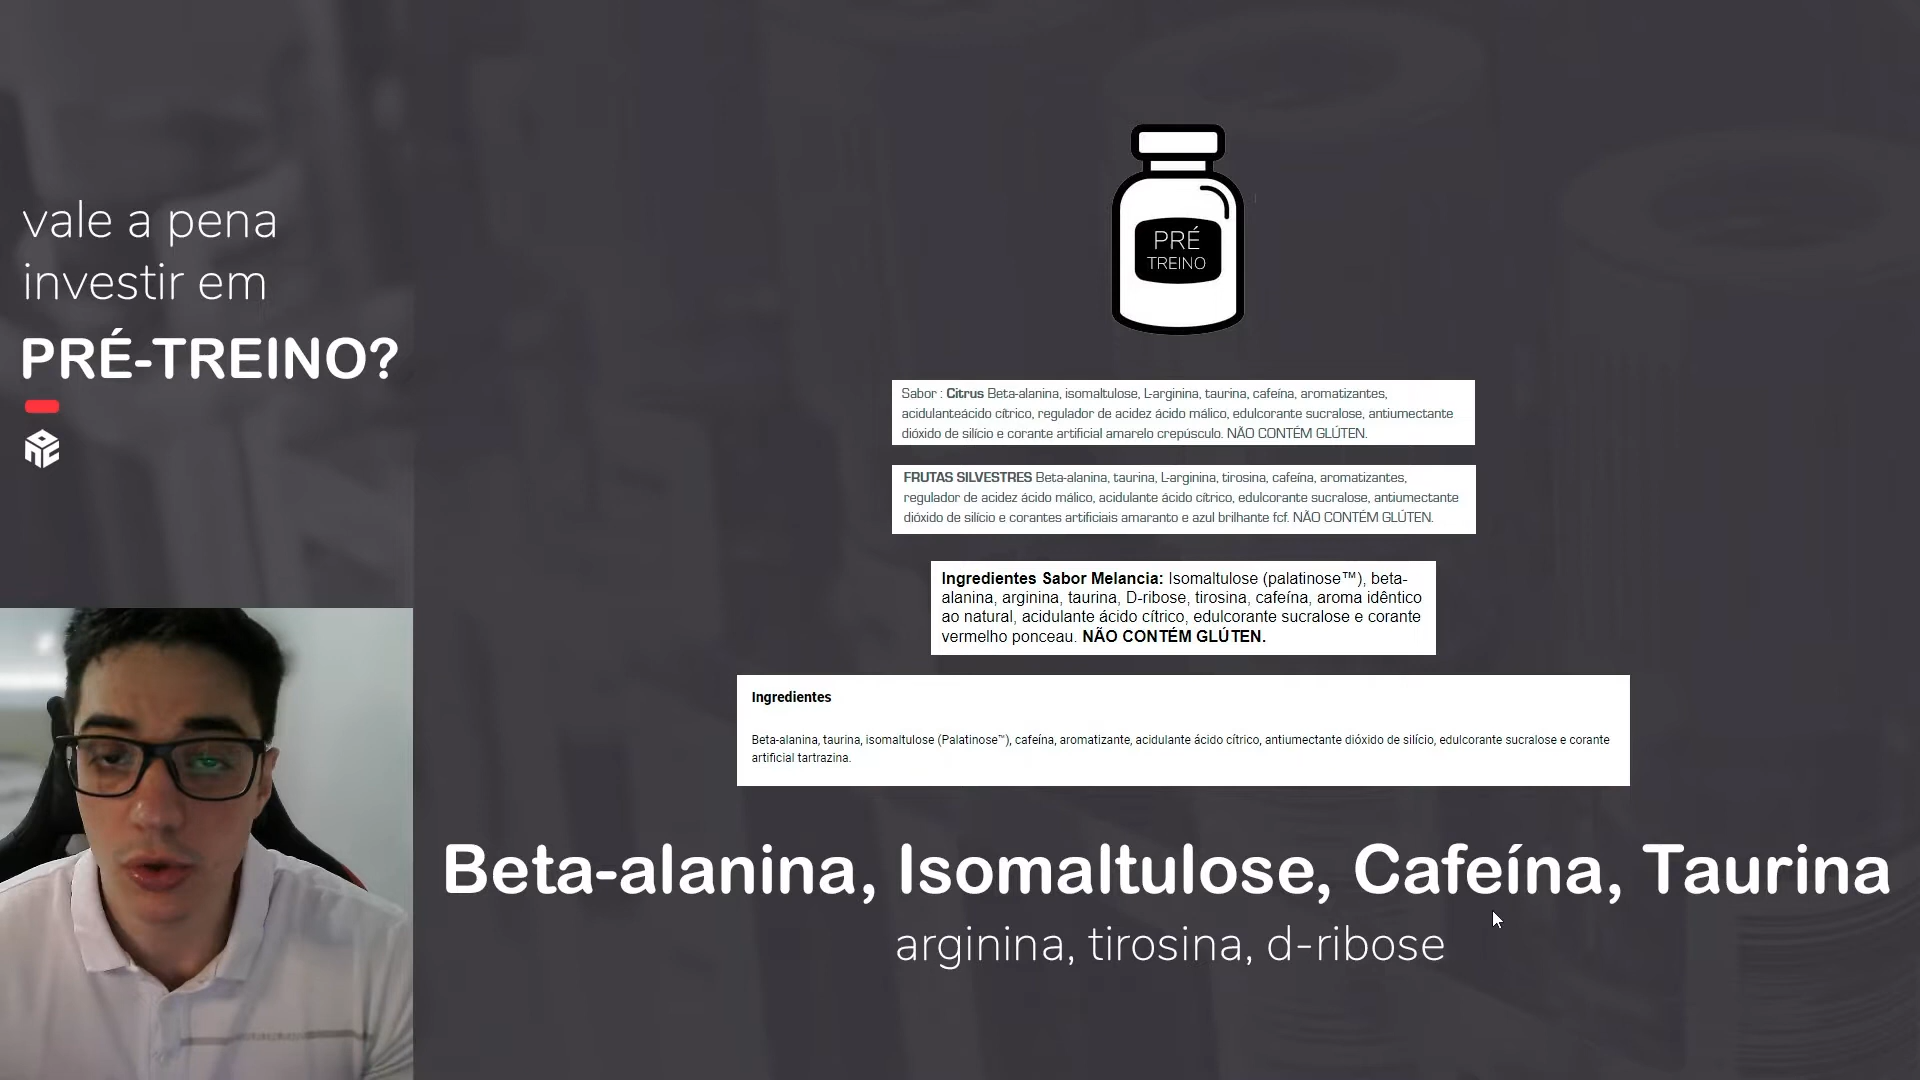 vale a pena
investir em
PRÉ-TREINO?
PRÉ
TREINO
Sabor : Citrus Beta-alanina, isomaltulose, L-arginina, taurina, cafeína, aromatizantes,
acidulanteácido cítrico, regulador de acidez ácido málico, edulcorante sucralose, antiumectante
dióxido de silício e corante artificial amarelo crepúsculo. NÃO CONTÉM GLÚTEN.
FRUTAS SILVESTRES Beta-alanina, taurina, L-arginina, tirosina, cafeína, aromatizantes,
regulador de acidez ácido málico, acidulante ácido cítrico, edulcorante sucralose, antiumectante
dióxido de silício e corantes artificiais amaranto e azul brilhante fcf. NÃO CONTÉM GLÚTEN.
Ingredientes Sabor Melancia: Isomaltulose (palatinose™), beta-
alanina, arginina, taurina, D-ribose, tirosina, cafeína, aroma idêntico
ao natural, acidulante ácido cítrico, edulcorante sucralose e corante
vermelho ponceau. NÃO CONTÉM GLÚTEN.
Ingredientes
Beta-alanina, taurina, isomaltulose (Palatinose™), cafeína, aromatizante, acidulante ácido cítrico, antiumectante dióxido de silício, edulcorante sucralose e corante
artificial tartrazina.
Beta-alanina, Isomaltulose, Cafeína, Taurina
arginina, tirosina, d-ribose